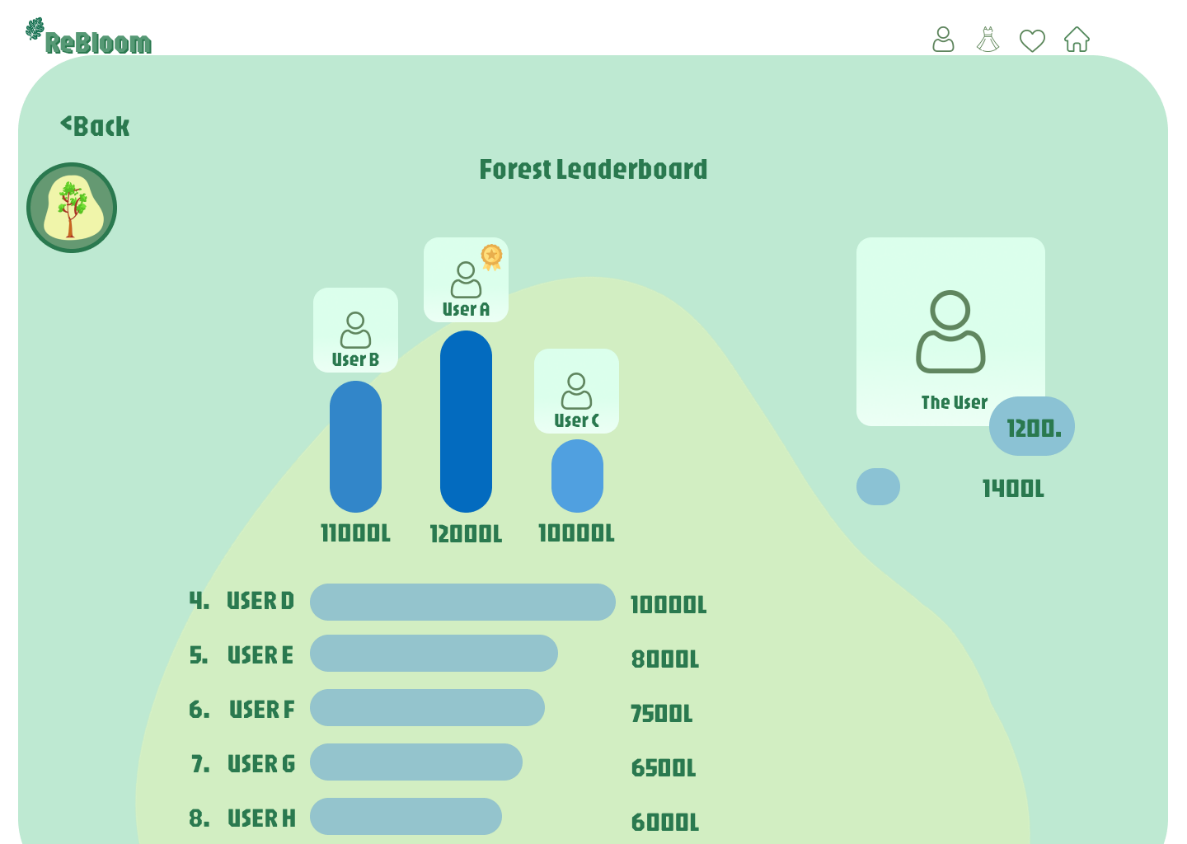 ReBloom
<Back
Forest Leaderboard
User A
User B
User C
The User
1200.
1400L
11000L 12000L 10000L
4. USER D 10000L
5. USER E 8000L
6. USER F 7500L
7. USER G 6500L
8. USER H 6000L